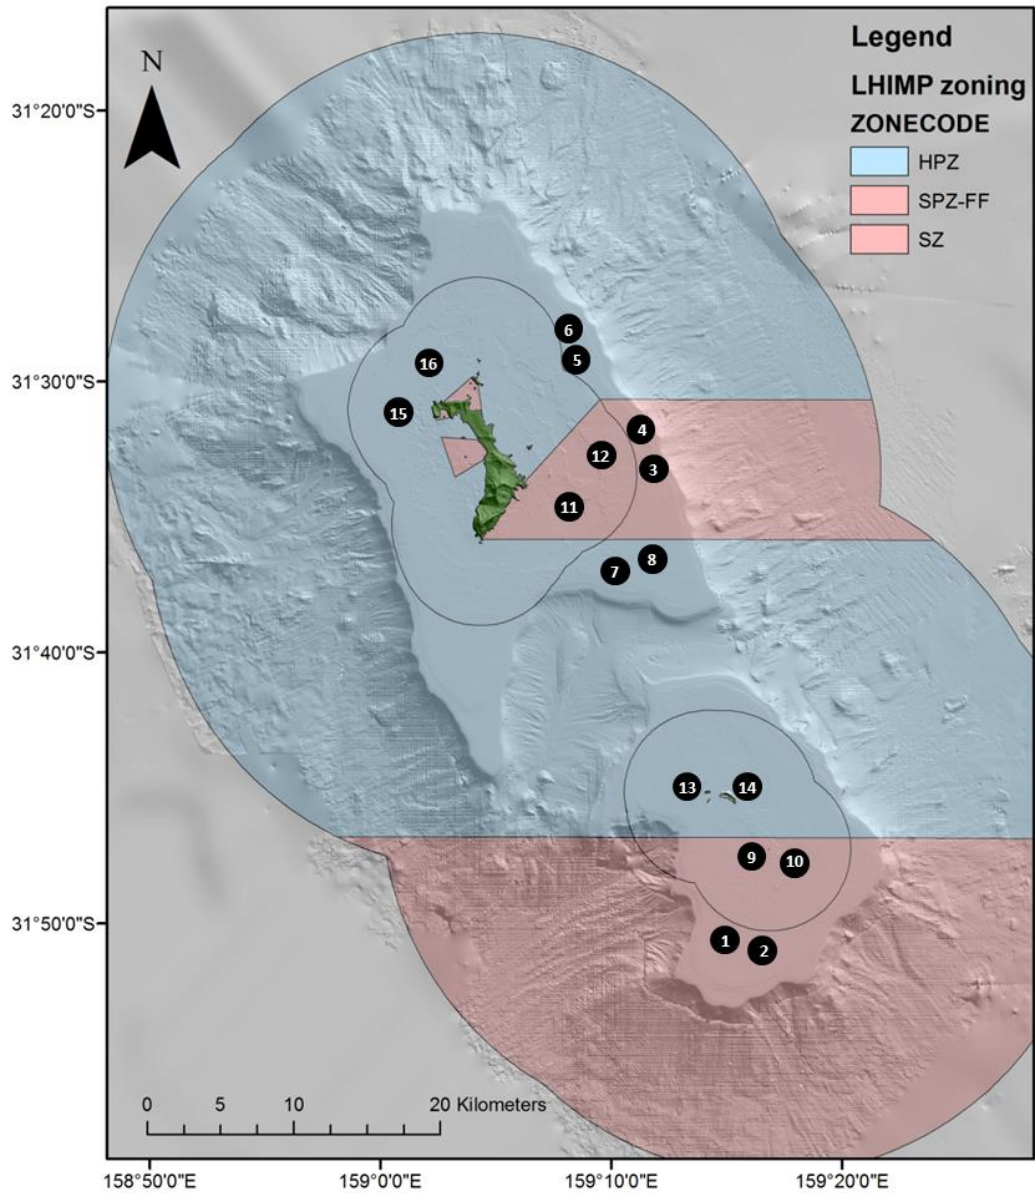 Legend
LHIMP zoning
ZONECODE
HPZ
SPZ-FF
SZ
N
31°20'0"S
31°30'0"S
31°40'0"S
31°50'0"S
6
5
16
15
4
12
3
11
8
7
13
14
9
10
1
2
0 5 10 20 Kilometers
158°50'0"E 159°0'0"E 159°10'0"E 159°20'0"E